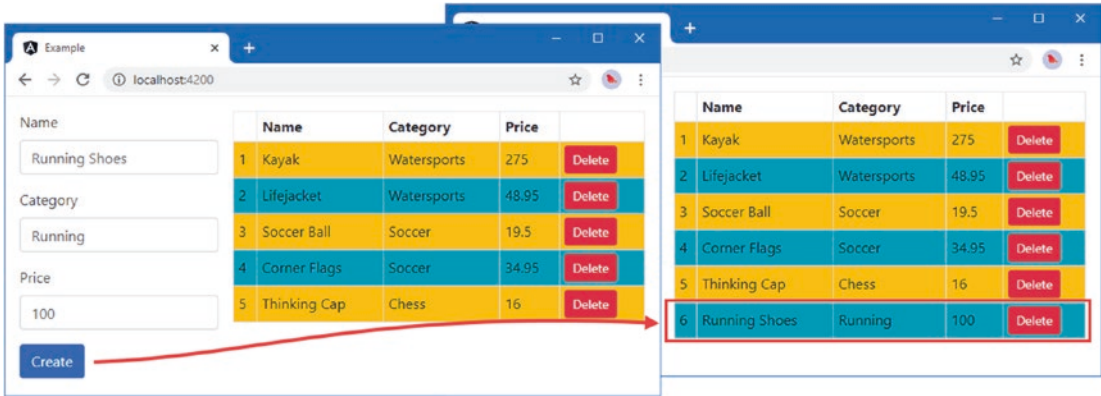 Example
localhost:4200
Name
Running Shoes
Category
Running
Price
100
Create
Name Category Price
1 Kayak Watersports 275 Delete
2 Lifejacket Watersports 48.95 Delete
3 Soccer Ball Soccer 19.5 Delete
4 Corner Flags Soccer 34.95 Delete
5 Thinking Cap Chess 16 Delete
Name Category Price
1 Kayak Watersports 275 Delete
2 Lifejacket Watersports 48.95 Delete
3 Soccer Ball Soccer 19.5 Delete
4 Corner Flags Soccer 34.95 Delete
5 Thinking Cap Chess 16 Delete
6 Running Shoes Running 100 Delete